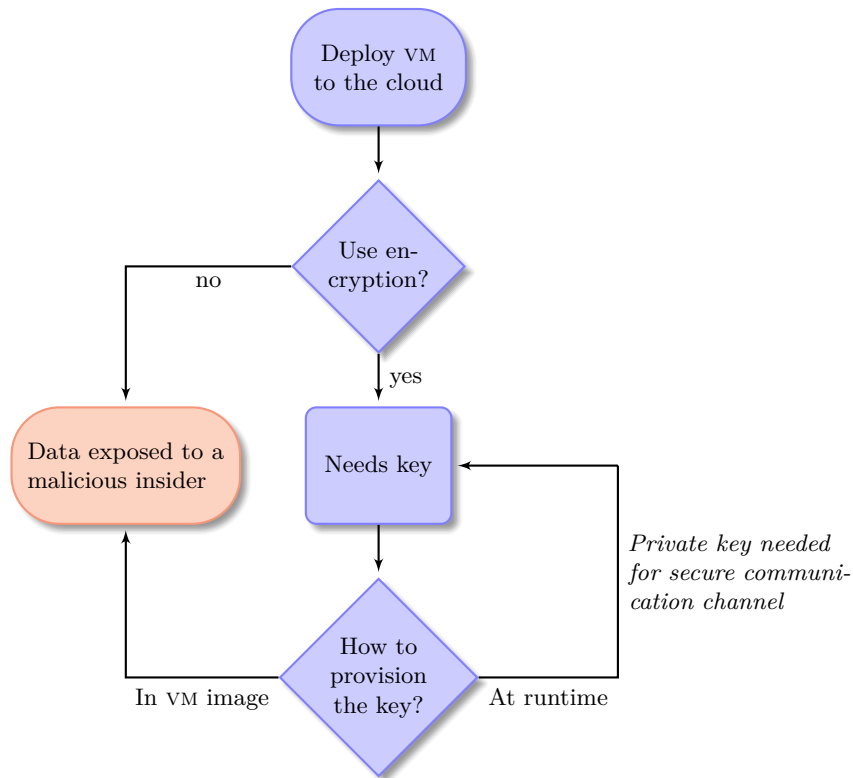 Deploy VM
to the cloud
Use en-
cryption?
no
yes
Data exposed to a
malicious insider
Needs key
Private key needed
for secure communi-
cation channel
How to
provision
the key?
In VM image
At runtime